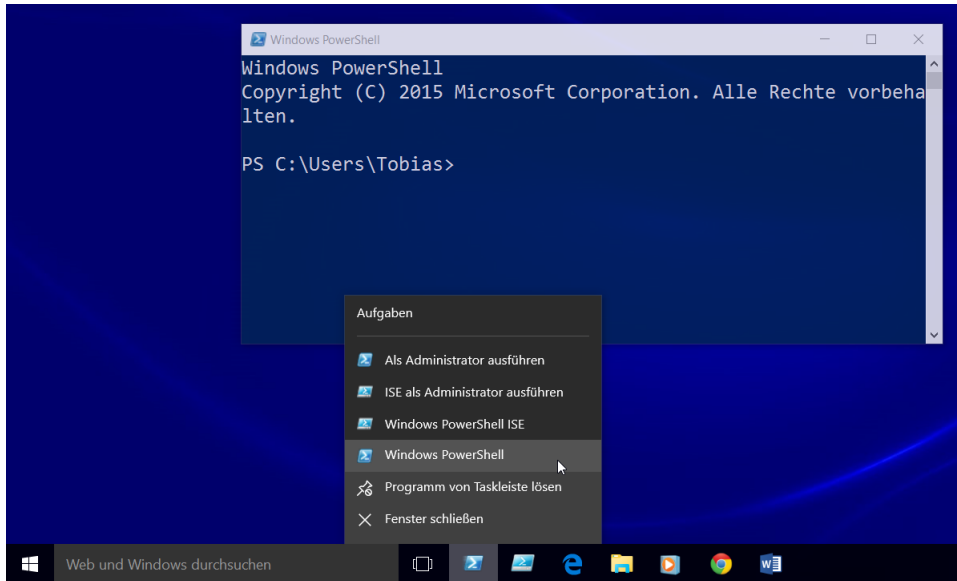 Windows PowerShell
Windows PowerShell
Copyright (C) 2015 Microsoft Corporation. Alle Rechte vorbeha
lten.
PS C:\Users\Tobias>
Aufgaben
Als Administrator ausführen
ISE als Administrator ausführen
Windows PowerShell ISE
Windows PowerShell
Programm von Taskleiste lösen
Fenster schließen
Web und Windows durchsuchen